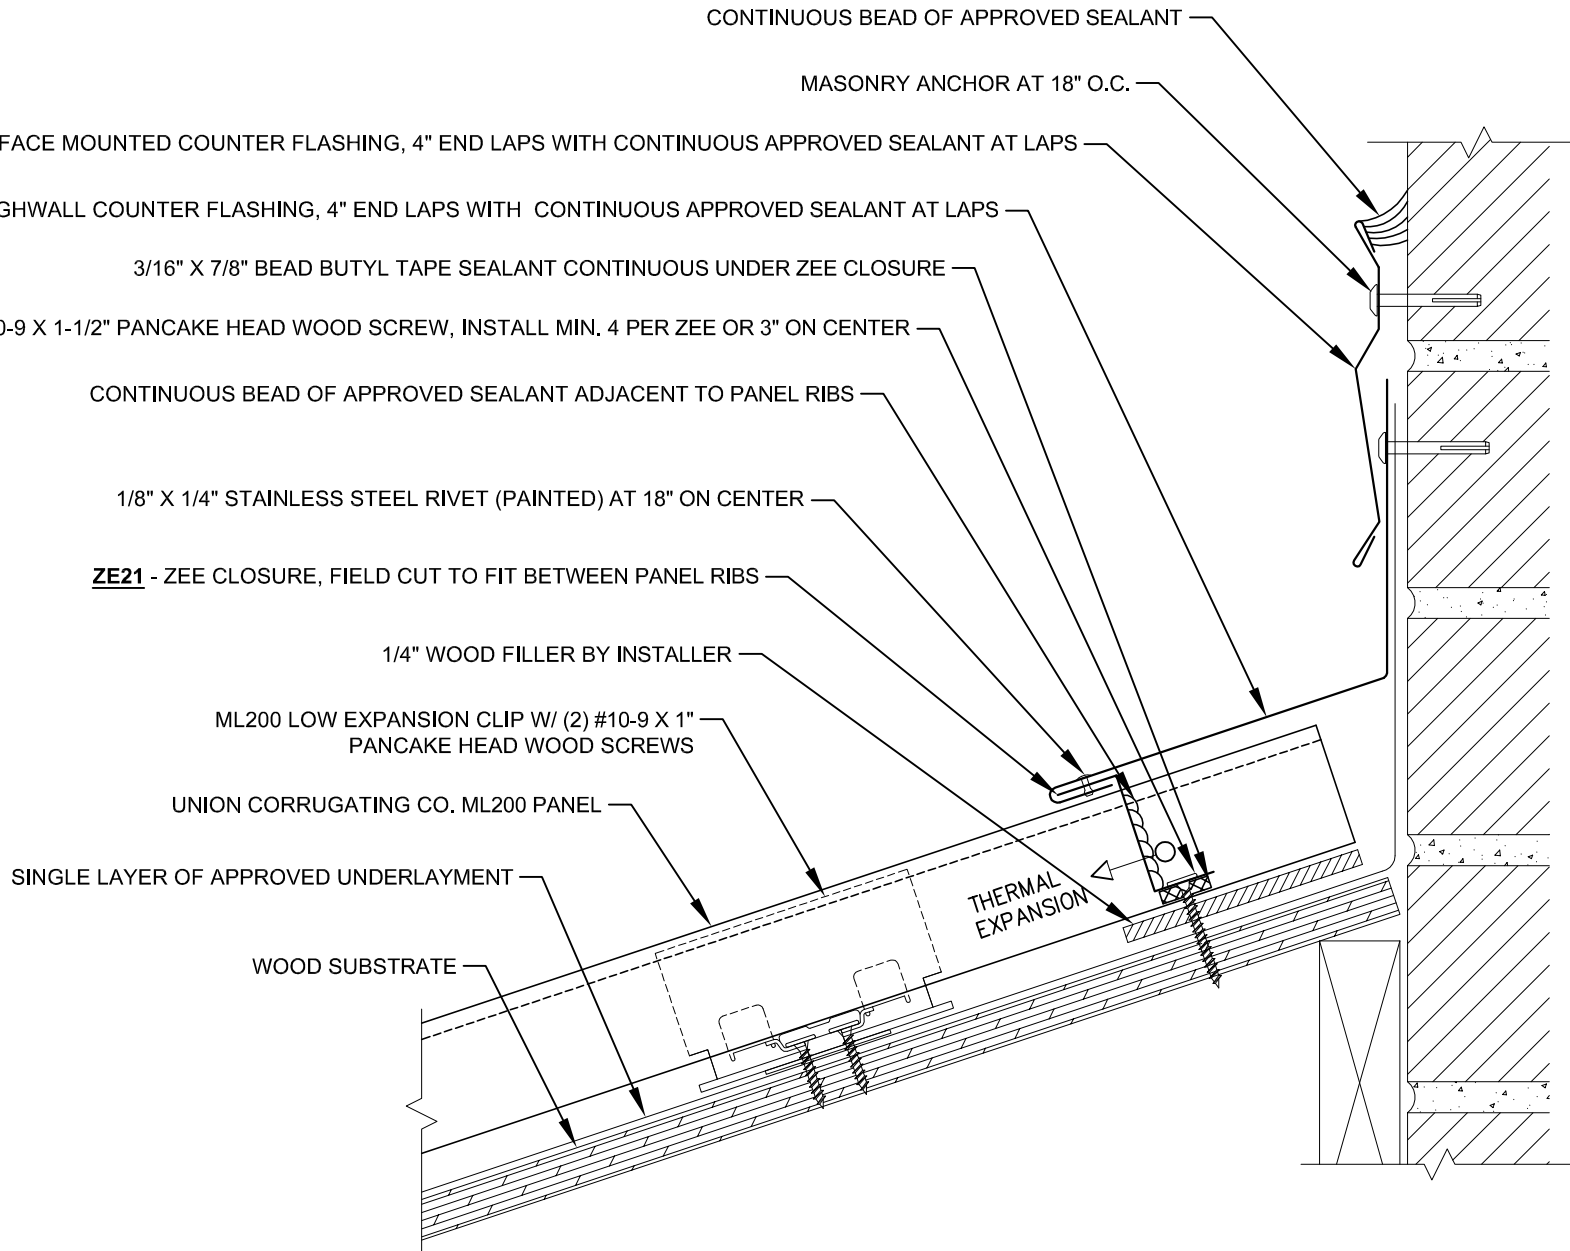 CONTINUOUS BEAD OF APPROVED SEALANT
MASONRY ANCHOR AT 18" O.C.
FACE MOUNTED COUNTER FLASHING, 4" END LAPS WITH CONTINUOUS APPROVED SEALANT AT LAPS
GHWALL COUNTER FLASHING, 4" END LAPS WITH CONTINUOUS APPROVED SEALANT AT LAPS
3/16" X 7/8" BEAD BUTYL TAPE SEALANT CONTINUOUS UNDER ZEE CLOSURE
0-9 X 1-1/2" PANCAKE HEAD WOOD SCREW, INSTALL MIN. 4 PER ZEE OR 3" ON CENTER
CONTINUOUS BEAD OF APPROVED SEALANT ADJACENT TO PANEL RIBS
1/8" X 1/4" STAINLESS STEEL RIVET (PAINTED) AT 18" ON CENTER
ZE21 - ZEE CLOSURE, FIELD CUT TO FIT BETWEEN PANEL RIBS
1/4" WOOD FILLER BY INSTALLER
ML200 LOW EXPANSION CLIP W/ (2) #10-9 X 1"
PANCAKE HEAD WOOD SCREWS
UNION CORRUGATING CO. ML200 PANEL
SINGLE LAYER OF APPROVED UNDERLAYMENT
WOOD SUBSTRATE
THERMAL
EXPANSION